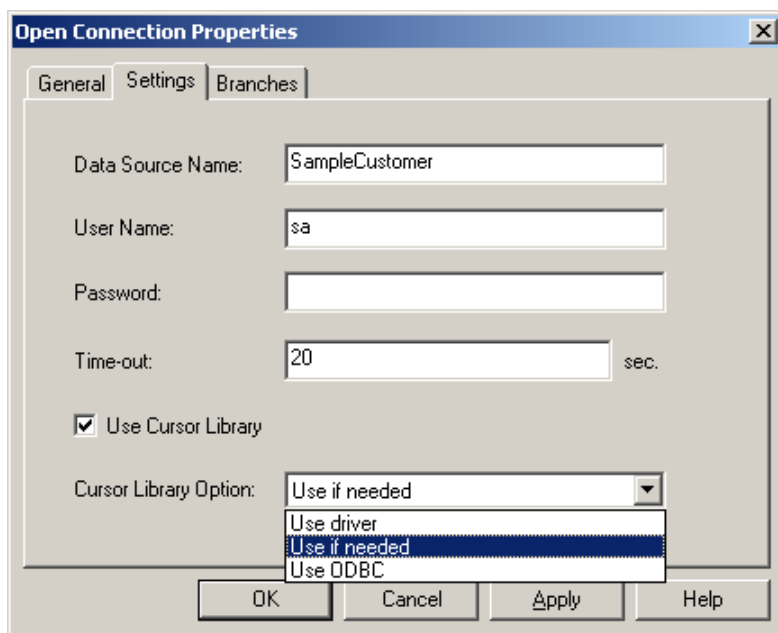 Open Connection Properties
General Settings Branches
Data Source Name: SampleCustomer
User Name: sa
Password:
Time-out: 20 sec.
Use Cursor Library
Cursor Library Option: Use if needed
Use driver
Use if needed
Use ODBC
OK Cancel Apply Help